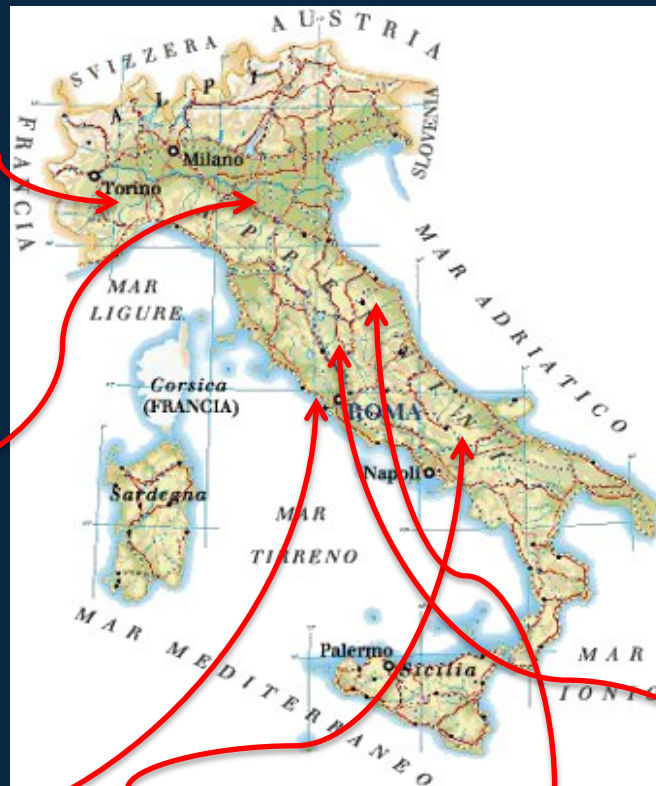 AUSTRIA
SVIZZERA
ALPI
SLOVENIA
FRANCIA
Milano
Torino
APPENNINI
MAR ADRIATICO
MAR
LIGURE
Corsica
(FRANCIA)
ROMA
Napoli
Sardegna
MAR
TIRRENO
MAR MEDITERRANEO
Palermo
Sicilia
MAR
IONIO